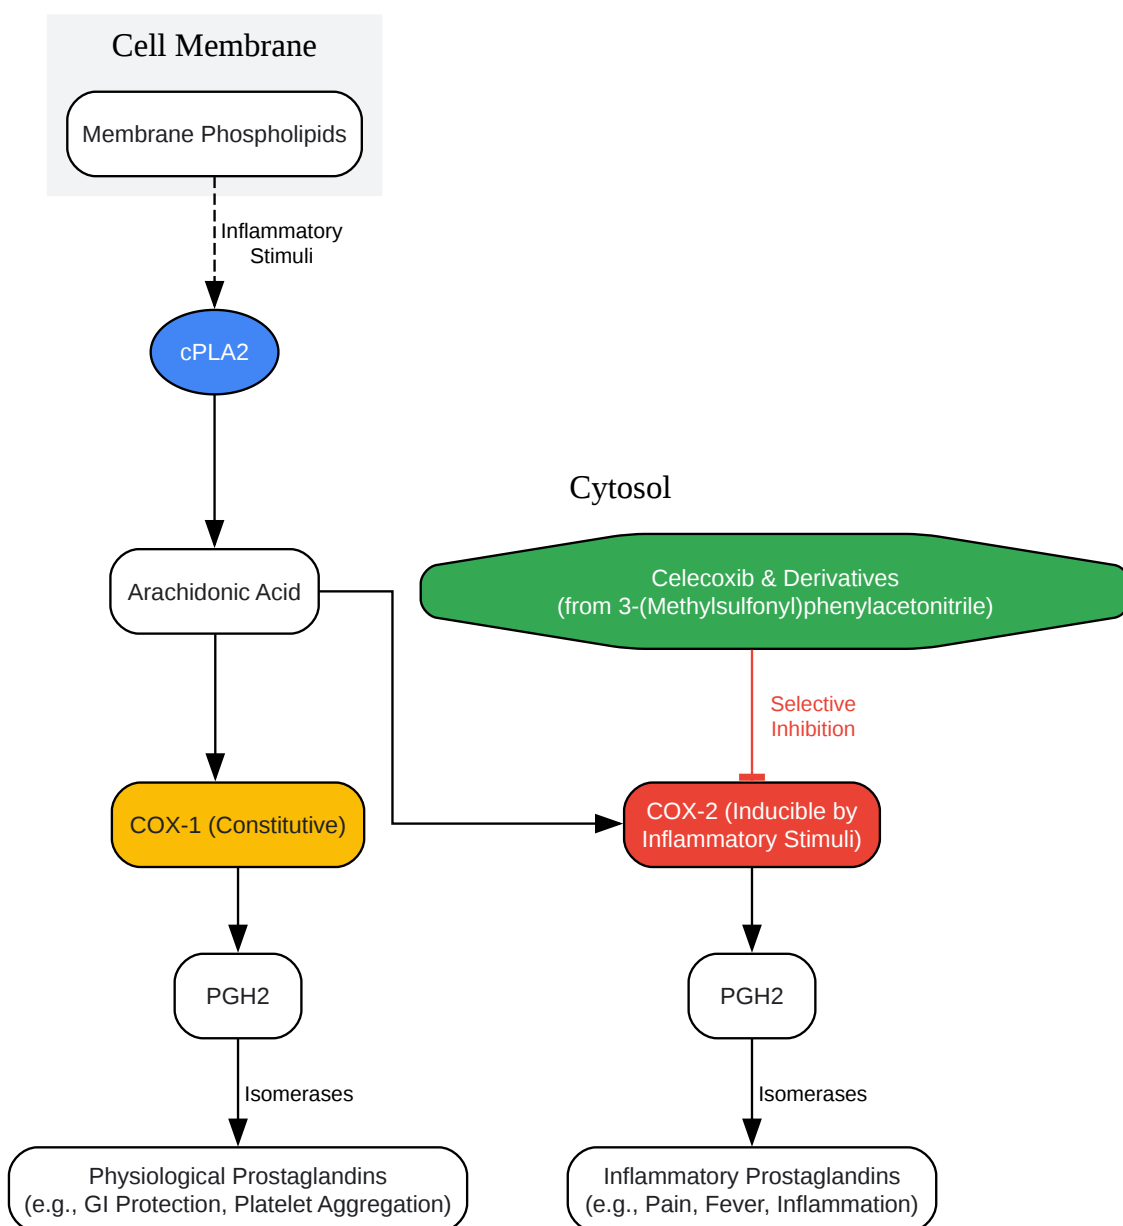 Cell Membrane
Membrane Phospholipids
Inflammatory
Stimuli
cPLA2
Cytosol
Arachidonic Acid
Celecoxib & Derivatives
(from 3-(Methylsulfonyl)phenylacetonitrile)
Selective
Inhibition
COX-1 (Constitutive)
COX-2 (Inducible by
Inflammatory Stimuli)
PGH2
PGH2
Isomerases
Isomerases
Physiological Prostaglandins
(e.g., GI Protection, Platelet Aggregation)
Inflammatory Prostaglandins
(e.g., Pain, Fever, Inflammation)